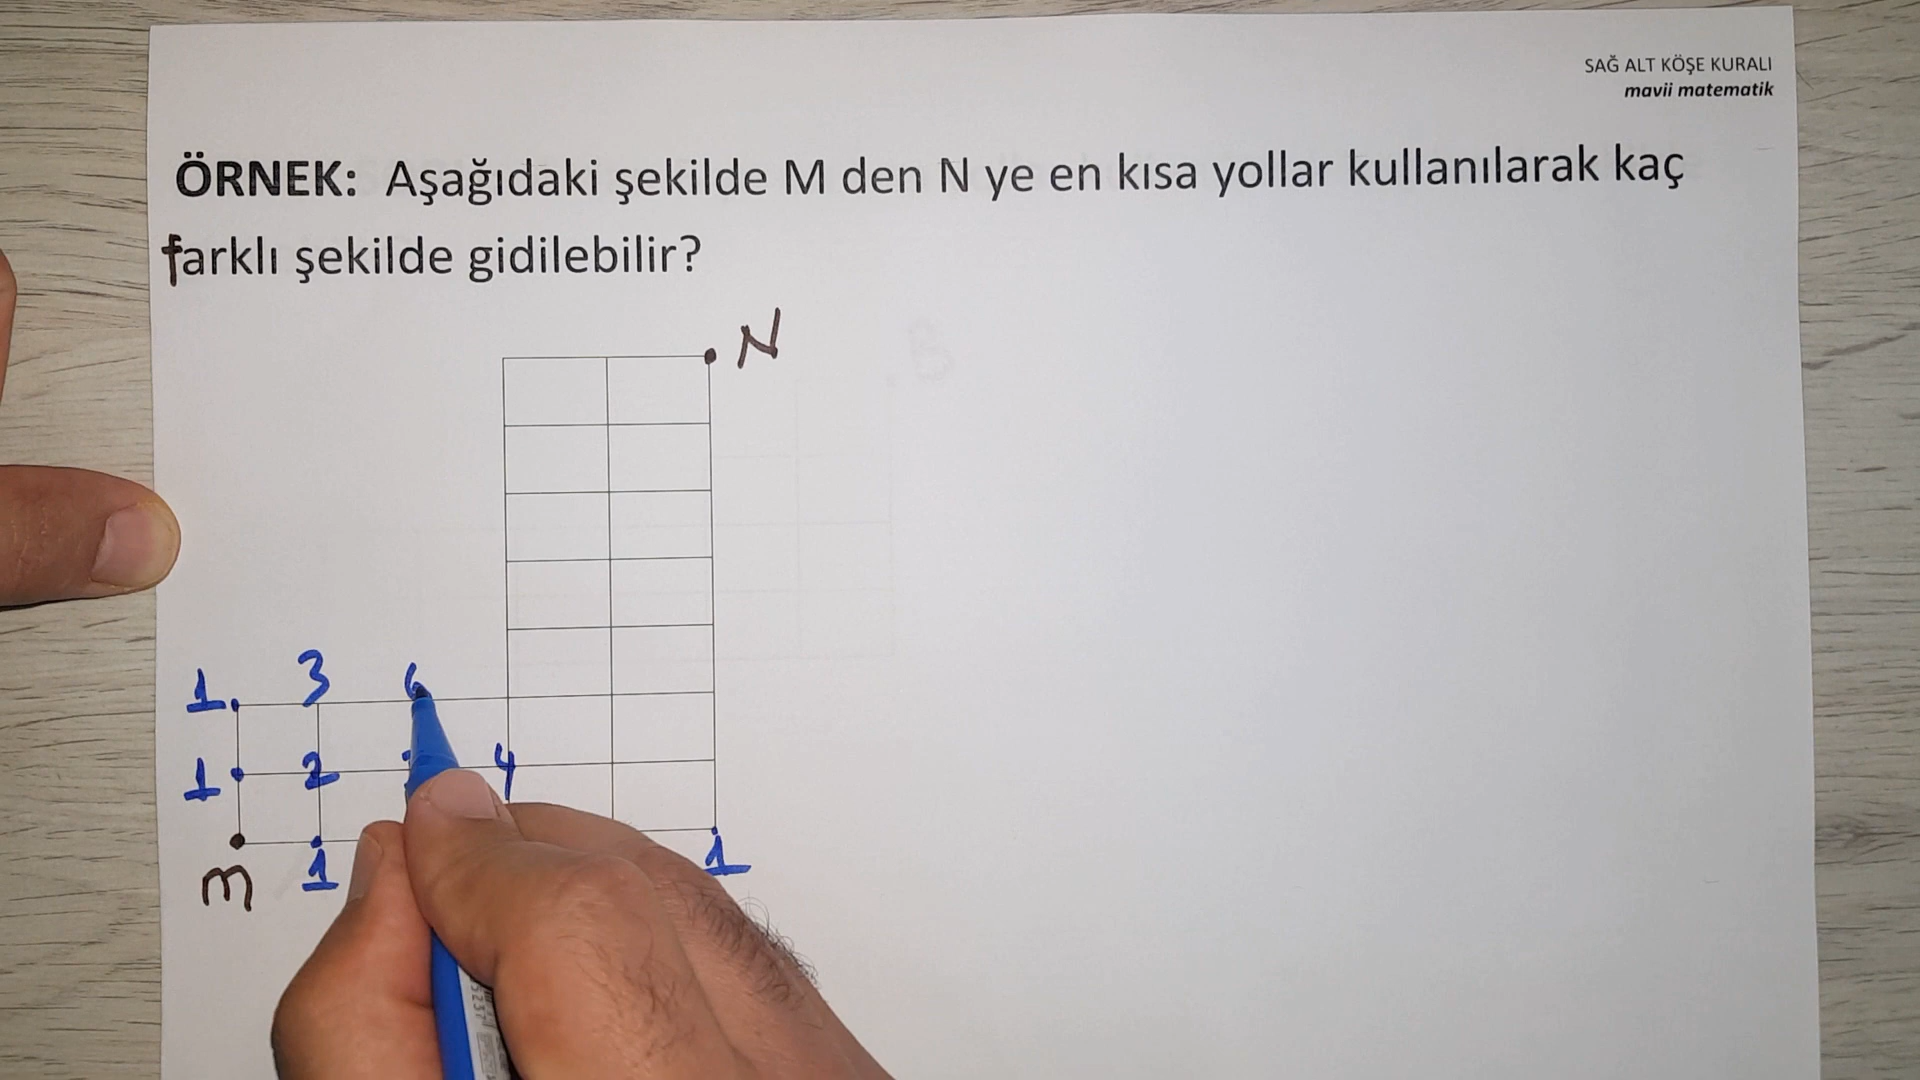 SAĞ ALT KÖŞE KURALI
mavii matematik
ÖRNEK: Aşağıdaki şekilde M den N ye en kısa yollar kullanılarak kaç
farklı şekilde gidilebilir?
N
1 3 6
1 2 4
M 1 1